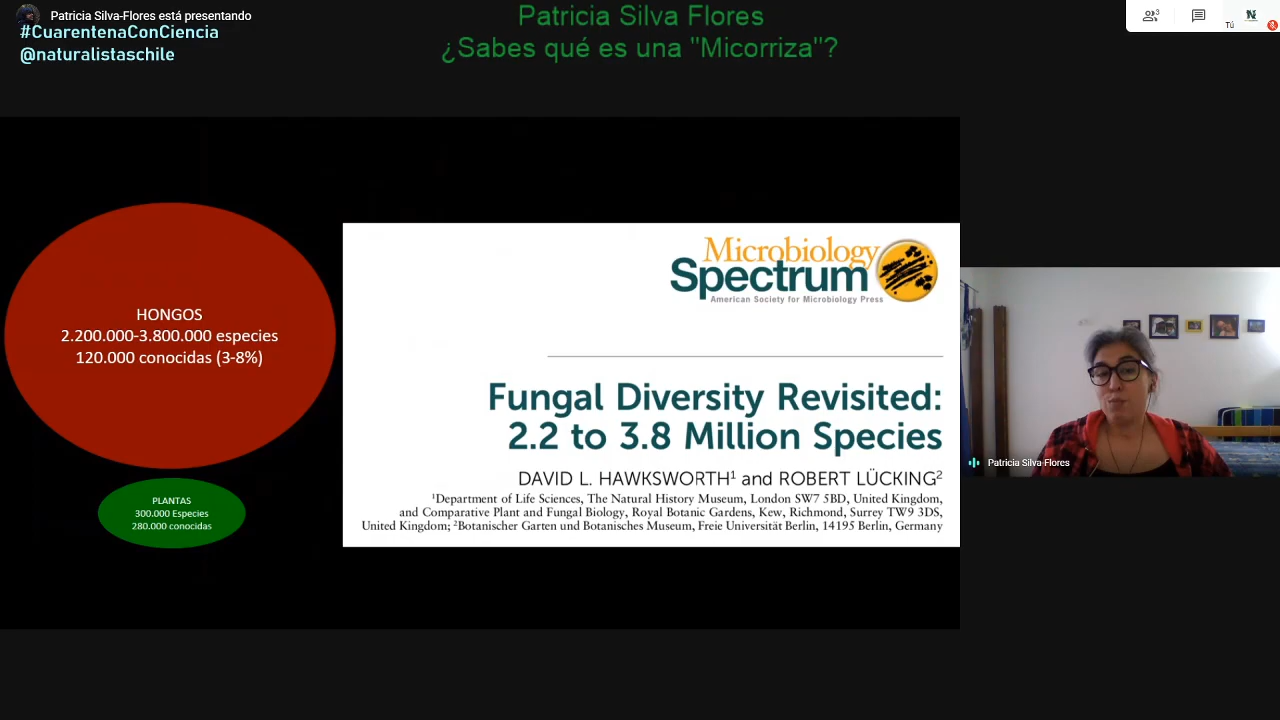 Patricia Silva-Flores está presentando
#CuarentenaConCiencia
@naturalistaschile
Patricia Silva Flores
¿Sabes qué es una "Micorriza"?
3
Tú
HONGOS
2.200.000-3.800.000 especies
120.000 conocidas (3-8%)
PLANTAS
300.000 Especies
280.000 conocidas
Microbiology
Spectrum
American Society for Microbiology Press
Fungal Diversity Revisited:
2.2 to 3.8 Million Species
DAVID L. HAWKSWORTH¹ and ROBERT LÜCKING²
¹Department of Life Sciences, The Natural History Museum, London SW7 5BD, United Kingdom,
and Comparative Plant and Fungal Biology, Royal Botanic Gardens, Kew, Richmond, Surrey TW9 3DS,
United Kingdom; ²Botanischer Garten und Botanisches Museum, Freie Universität Berlin, 14195 Berlin, Germany
Patricia Silva-Flores